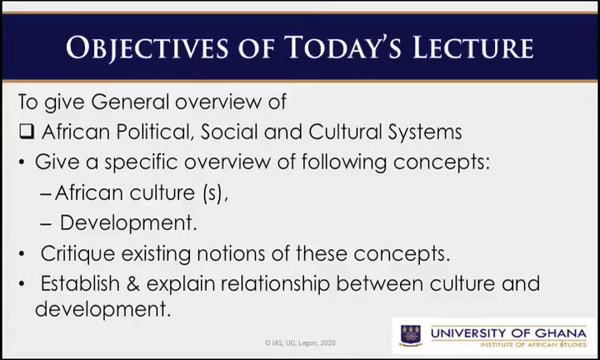 OBJECTIVES OF TODAY'S LECTURE
To give General overview of
❑ African Political, Social and Cultural Systems
• Give a specific overview of following concepts:
–African culture (s),
– Development.
• Critique existing notions of these concepts.
• Establish & explain relationship between culture and
development.
© IAS, UG, Legon, 2020
UNIVERSITY OF GHANA
INSTITUTE OF AFRICAN STUDIES